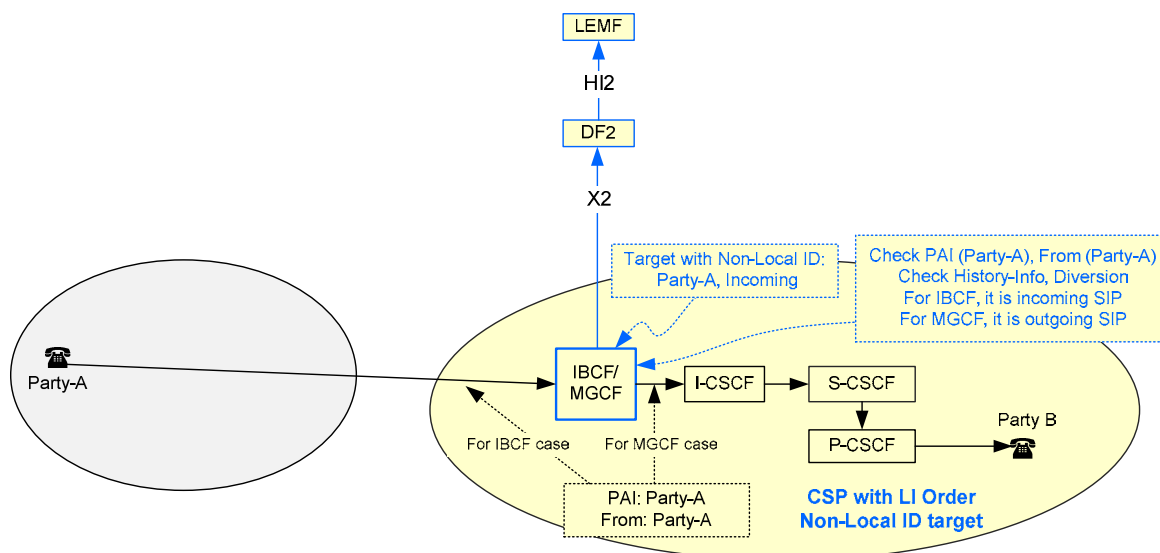 LEMF
HI2
DF2
X2
Target with Non-Local ID:
Party-A, Incoming
Check PAI (Party-A), From (Party-A)
Check History-Info, Diversion
For IBCF, it is incoming SIP
For MGCF, it is outgoing SIP
Party-A
IBCF/
MGCF
I-CSCF
S-CSCF
P-CSCF
Party B
For IBCF case
For MGCF case
PAI: Party-A
From: Party-A
CSP with LI Order
Non-Local ID target